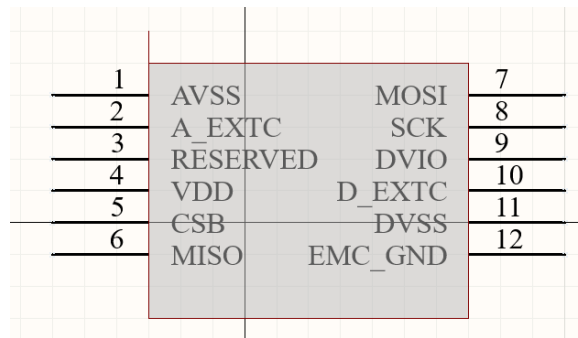 1 AVSS MOSI 7
2 A_EXTC SCK 8
3 RESERVED DVIO 9
4 VDD D_EXTC 10
5 CSB DVSS 11
6 MISO EMC_GND 12